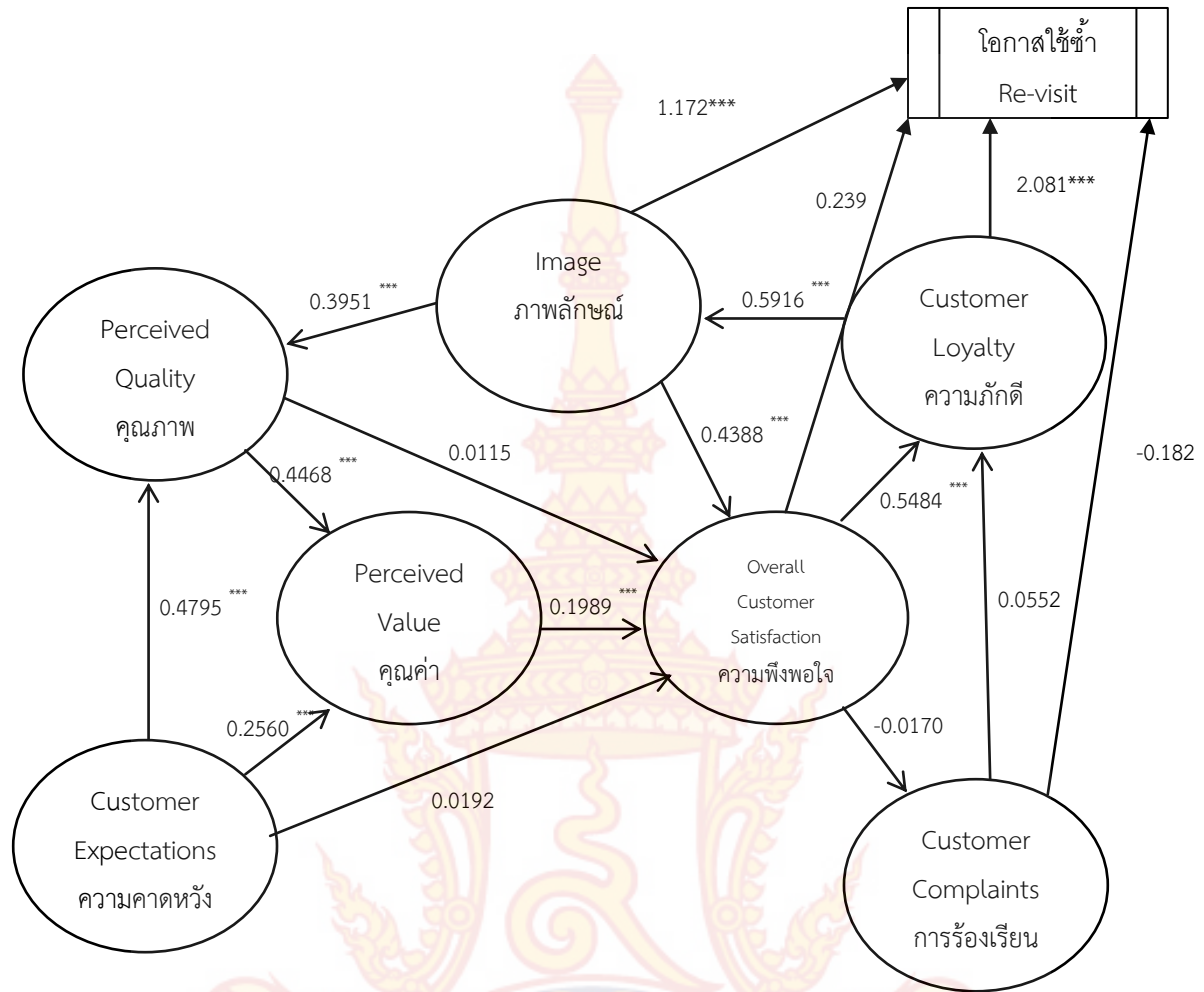 โอกาสใช้ซ้ำ
Re-visit
1.172***
0.239
2.081***
Image
ภาพลักษณ์
0.3951 ***
0.5916 ***
Customer
Loyalty
ความภักดี
Perceived
Quality
คุณภาพ
0.4388 ***
0.0115
-0.182
0.4468 ***
0.5484 ***
Perceived
Value
คุณค่า
Overall
Customer
Satisfaction
ความพึงพอใจ
0.4795 ***
0.1989 ***
0.0552
0.2560 ***
-0.0170
0.0192
Customer
Expectations
ความคาดหวัง
Customer
Complaints
การร้องเรียน